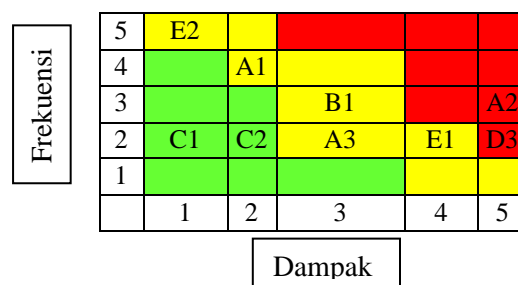 Frekuensi
5 E2
4 A1
3 B1 A2
2 C1 C2 A3 E1 D3
1
1 2 3 4 5
Dampak